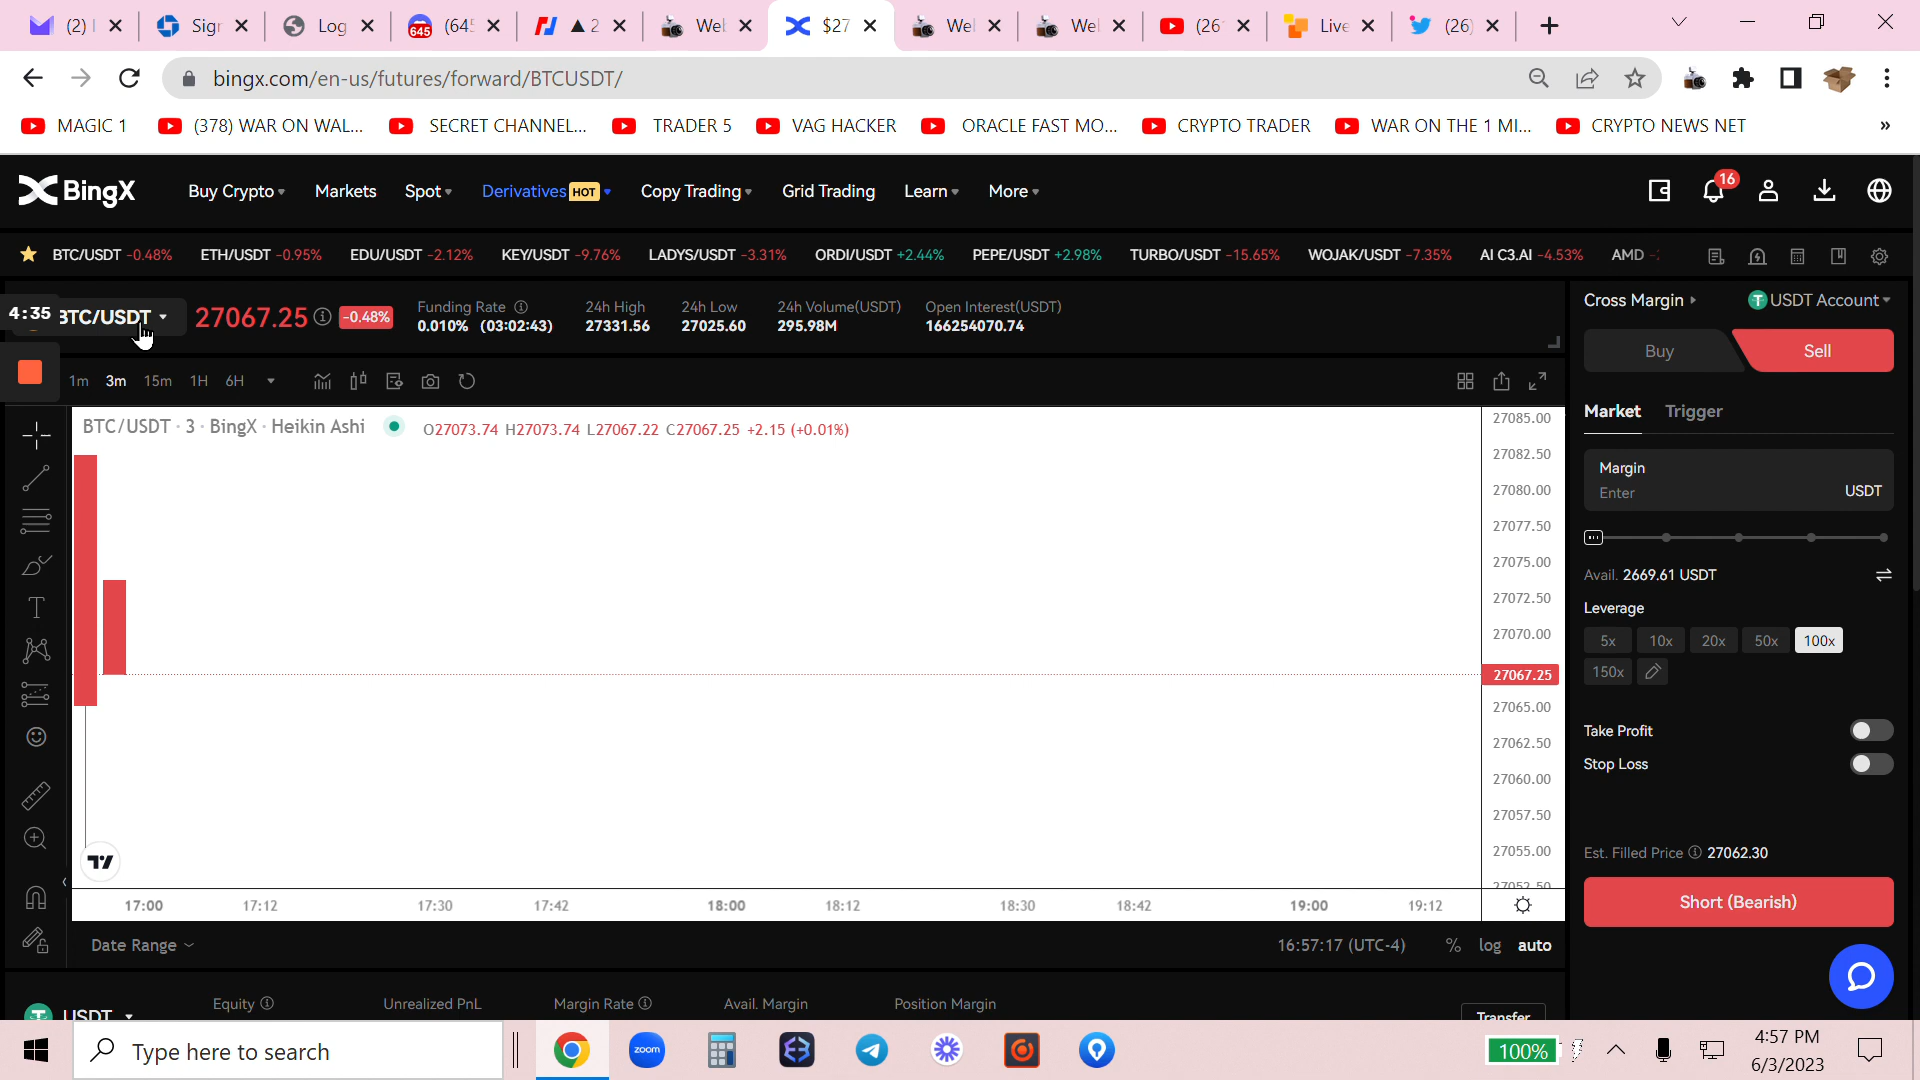 (2) Sign Log 645 (645 ▲ 2 Web $27 Wel Wel (26 Live (26)
bingx.com/en-us/futures/forward/BTCUSDT/
MAGIC 1 (378) WAR ON WAL... SECRET CHANNEL... TRADER 5 VAG HACKER ORACLE FAST MO... CRYPTO TRADER WAR ON THE 1 MI... CRYPTO NEWS NET »
BingX Buy Crypto Markets Spot Derivatives HOT Copy Trading Grid Trading Learn More 16
BTC/USDT -0.48% ETH/USDT -0.95% EDU/USDT -2.12% KEY/USDT -9.76% LADYS/USDT -3.31% ORDI/USDT +2.44% PEPE/USDT +2.98% TURBO/USDT -15.65% WOJAK/USDT -7.35% AI C3.AI -4.53% AMD
4:35 BTC/USDT 27067.25 -0.48%
Funding Rate 24h High 24h Low 24h Volume(USDT) Open Interest(USDT)
0.010% (03:02:43) 27331.56 27025.60 295.98M 166254070.74
1m 3m 15m 1H 6H
BTC/USDT · 3 · BingX · Heikin Ashi O27073.74 H27073.74 L27067.22 C27067.25 +2.15 (+0.01%)
27085.00
27082.50
27080.00
27077.50
27075.00
27072.50
27070.00
27067.25
27065.00
27062.50
27060.00
27057.50
27055.00
27052.50
17:00 17:12 17:30 17:42 18:00 18:12 18:30 18:42 19:00 19:12
Date Range 16:57:17 (UTC-4) % log auto
Equity Unrealized PnL Margin Rate Avail. Margin Position Margin
USDT Transfer
Cross Margin USDT Account
Buy Sell
Market Trigger
Margin
Enter USDT
Avail. 2669.61 USDT
Leverage
5x 10x 20x 50x 100x
150x
Take Profit
Stop Loss
Est. Filled Price 27062.30
Short (Bearish)
Type here to search zoom 100% 4:57 PM
6/3/2023